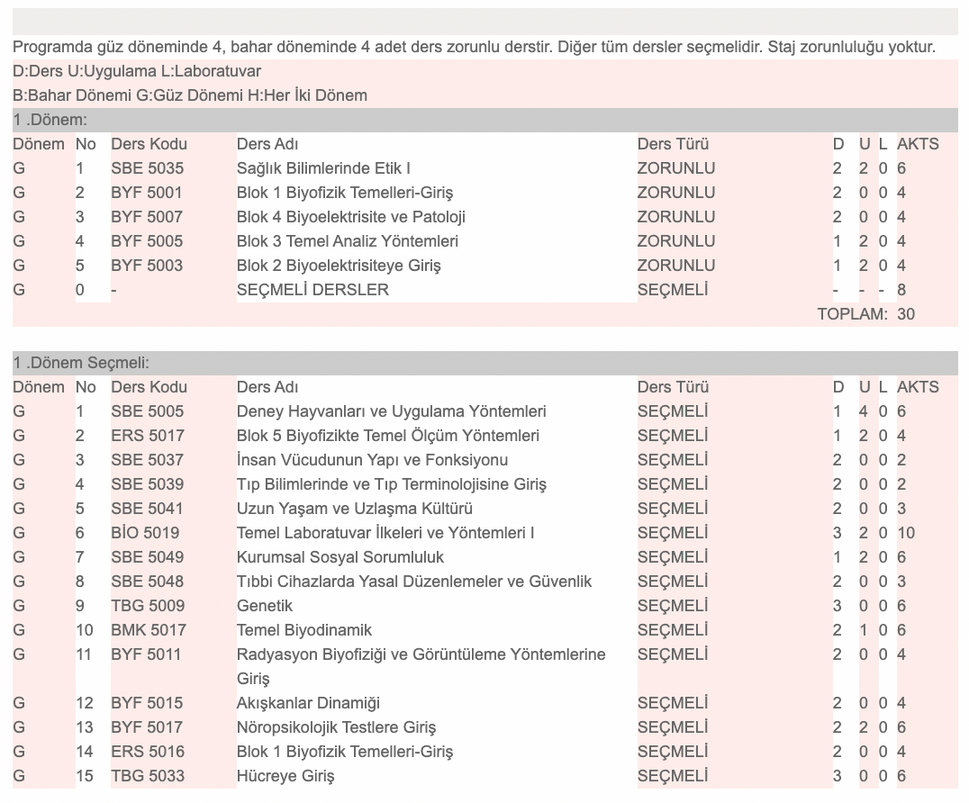 Programda güz döneminde 4, bahar döneminde 4 adet ders zorunlu derstir. Diğer tüm dersler seçmelidir. Staj zorunluluğu yoktur.
D:Ders U:Uygulama L:Laboratuvar
B:Bahar Dönemi G:Güz Dönemi H:Her İki Dönem
1 .Dönem:
Dönem No Ders Kodu Ders Adı Ders Türü D U L AKTS
G 1 SBE 5035 Sağlık Bilimlerinde Etik I ZORUNLU 2 2 0 6
G 2 BYF 5001 Blok 1 Biyofizik Temelleri-Giriş ZORUNLU 2 0 0 4
G 3 BYF 5007 Blok 4 Biyoelektrisite ve Patoloji ZORUNLU 2 0 0 4
G 4 BYF 5005 Blok 3 Temel Analiz Yöntemleri ZORUNLU 1 2 0 4
G 5 BYF 5003 Blok 2 Biyoelektrisiteye Giriş ZORUNLU 1 2 0 4
G 0 - SEÇMELİ DERSLER SEÇMELİ - - - 8
TOPLAM: 30
1 .Dönem Seçmeli:
Dönem No Ders Kodu Ders Adı Ders Türü D U L AKTS
G 1 SBE 5005 Deney Hayvanları ve Uygulama Yöntemleri SEÇMELİ 1 4 0 6
G 2 ERS 5017 Blok 5 Biyofizikte Temel Ölçüm Yöntemleri SEÇMELİ 1 2 0 4
G 3 SBE 5037 İnsan Vücudunun Yapı ve Fonksiyonu SEÇMELİ 2 0 0 2
G 4 SBE 5039 Tıp Bilimlerinde ve Tıp Terminolojisine Giriş SEÇMELİ 2 0 0 2
G 5 SBE 5041 Uzun Yaşam ve Uzlaşma Kültürü SEÇMELİ 2 0 0 3
G 6 BİO 5019 Temel Laboratuvar İlkeleri ve Yöntemleri I SEÇMELİ 3 2 0 10
G 7 SBE 5049 Kurumsal Sosyal Sorumluluk SEÇMELİ 1 2 0 6
G 8 SBE 5048 Tıbbi Cihazlarda Yasal Düzenlemeler ve Güvenlik SEÇMELİ 2 0 0 3
G 9 TBG 5009 Genetik SEÇMELİ 3 0 0 6
G 10 BMK 5017 Temel Biyodinamik SEÇMELİ 2 1 0 6
G 11 BYF 5011 Radyasyon Biyofiziği ve Görüntüleme Yöntemlerine SEÇMELİ 2 0 0 4
Giriş
G 12 BYF 5015 Akışkanlar Dinamiği SEÇMELİ 2 0 0 4
G 13 BYF 5017 Nöropsikolojik Testlere Giriş SEÇMELİ 2 2 0 6
G 14 ERS 5016 Blok 1 Biyofizik Temelleri-Giriş SEÇMELİ 2 0 0 4
G 15 TBG 5033 Hücreye Giriş SEÇMELİ 3 0 0 6